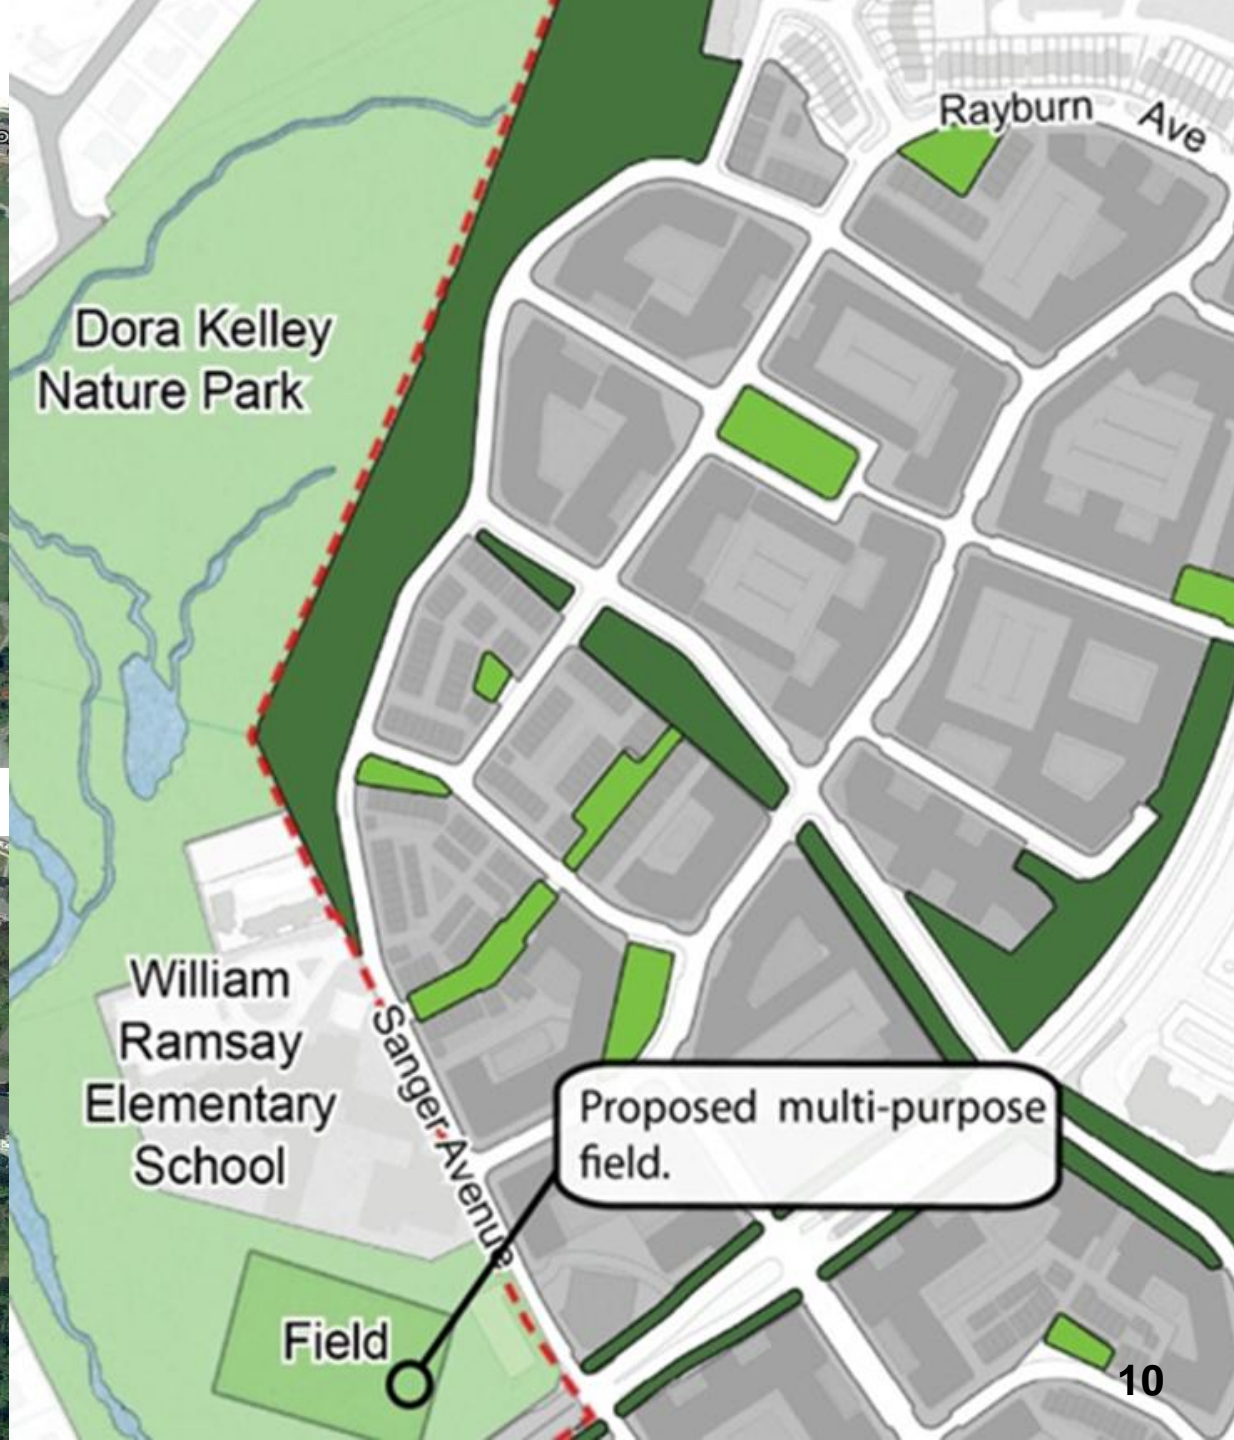 Rayburn Ave
Dora Kelley
Nature Park
William
Ramsay
Elementary
School
Sanger Avenue
Proposed multi-purpose
field.
Field
10